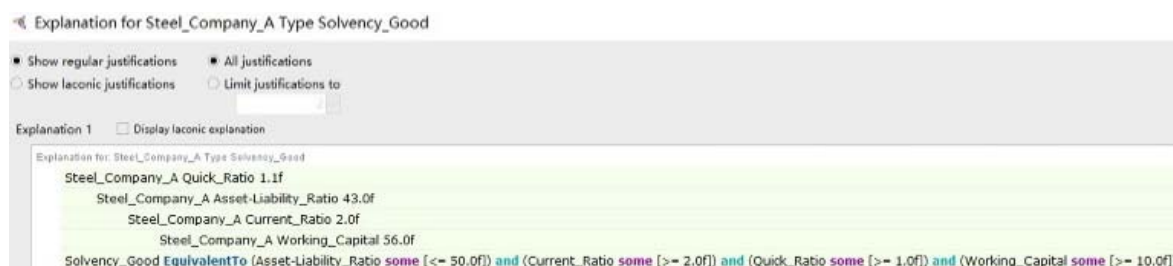 Explanation for Steel_Company_A Type Solvency_Good
Show regular justifications All justifications
Show laconic justifications Limit justifications to
Explanation 1 Display laconic explanation
Explanation for: Steel_Company_A Type Solvency_Good
Steel_Company_A Quick_Ratio 1.1f
Steel_Company_A Asset-Liability_Ratio 43.0f
Steel_Company_A Current_Ratio 2.0f
Steel_Company_A Working_Capital 56.0f
Solvency_Good EquivalentTo (Asset-Liability_Ratio some [<= 50.0f]) and (Current_Ratio some [>= 2.0f]) and (Quick_Ratio some [>= 1.0f]) and (Working_Capital some [>= 10.0f]